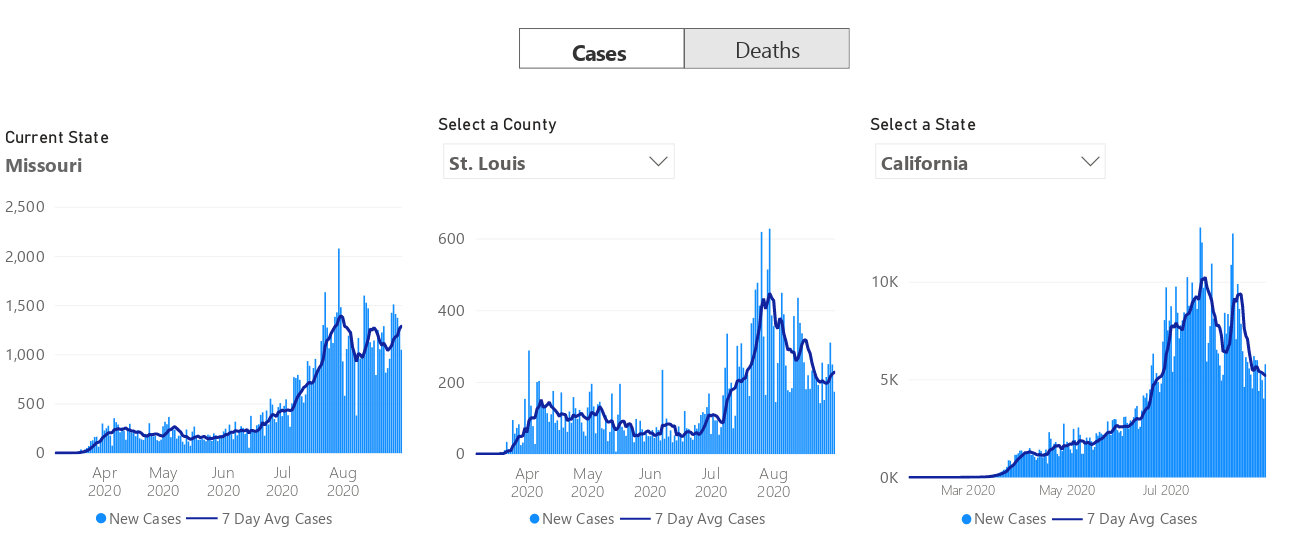 Cases Deaths
Current State
Missouri
2,500
2,000
1,500
1,000
500
0
Apr 2020
May 2020
Jun 2020
Jul 2020
Aug 2020
New Cases 7 Day Avg Cases
Select a County
St. Louis
600
400
200
0
Apr 2020
May 2020
Jun 2020
Jul 2020
Aug 2020
New Cases 7 Day Avg Cases
Select a State
California
10K
5K
0K
Mar 2020 May 2020 Jul 2020
New Cases 7 Day Avg Cases